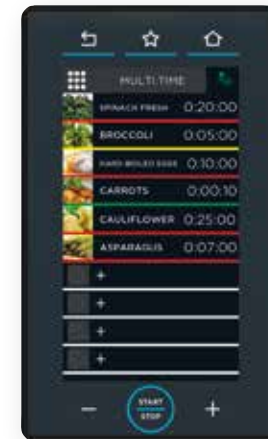 MULTI.TIME
SPINACH FRESH 0:20:00
BROCCOLI 0:05:00
HARD BOILED EGGS 0:10:00
CARROTS 0:00:10
CAULIFLOWER 0:25:00
ASPARAGUS 0:07:00
+
+
+
+
− START STOP +